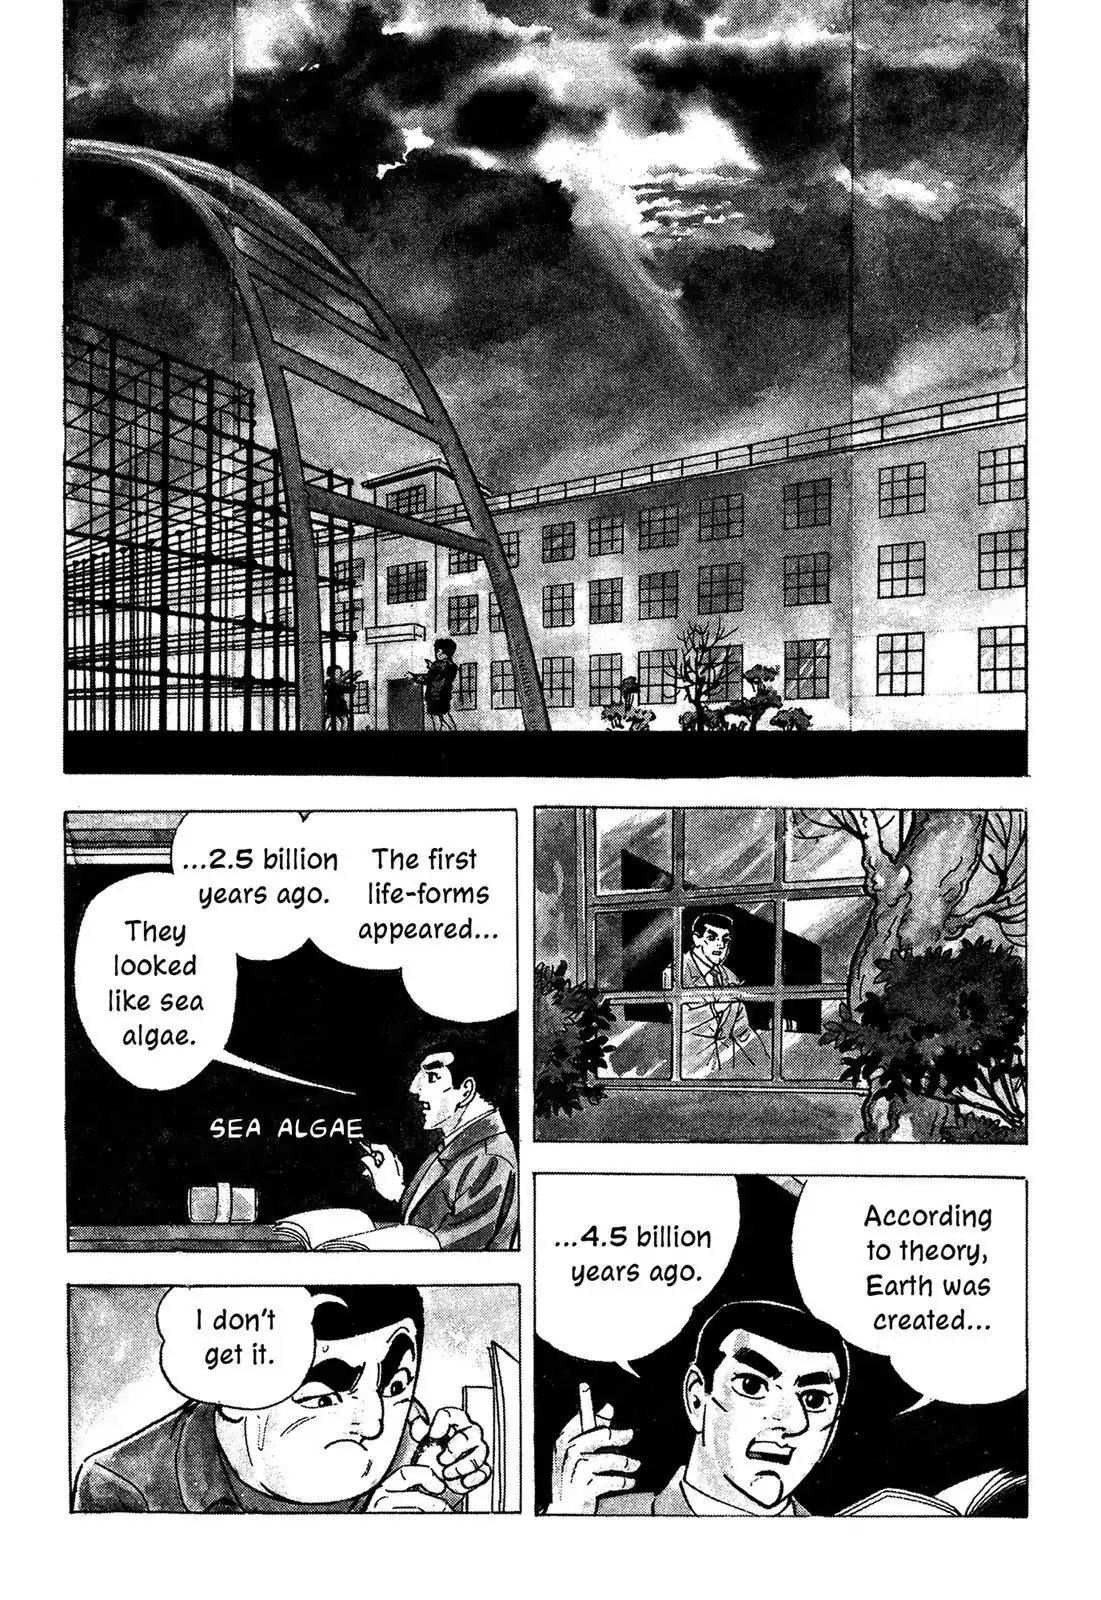 According
to theory,
Earth was
created...
...4.5 billion
years ago.
The first
life-forms
appeared...
...2.5 billion
years ago.
They
looked
like sea
algae.
SEA ALGAE
I don't
get it.